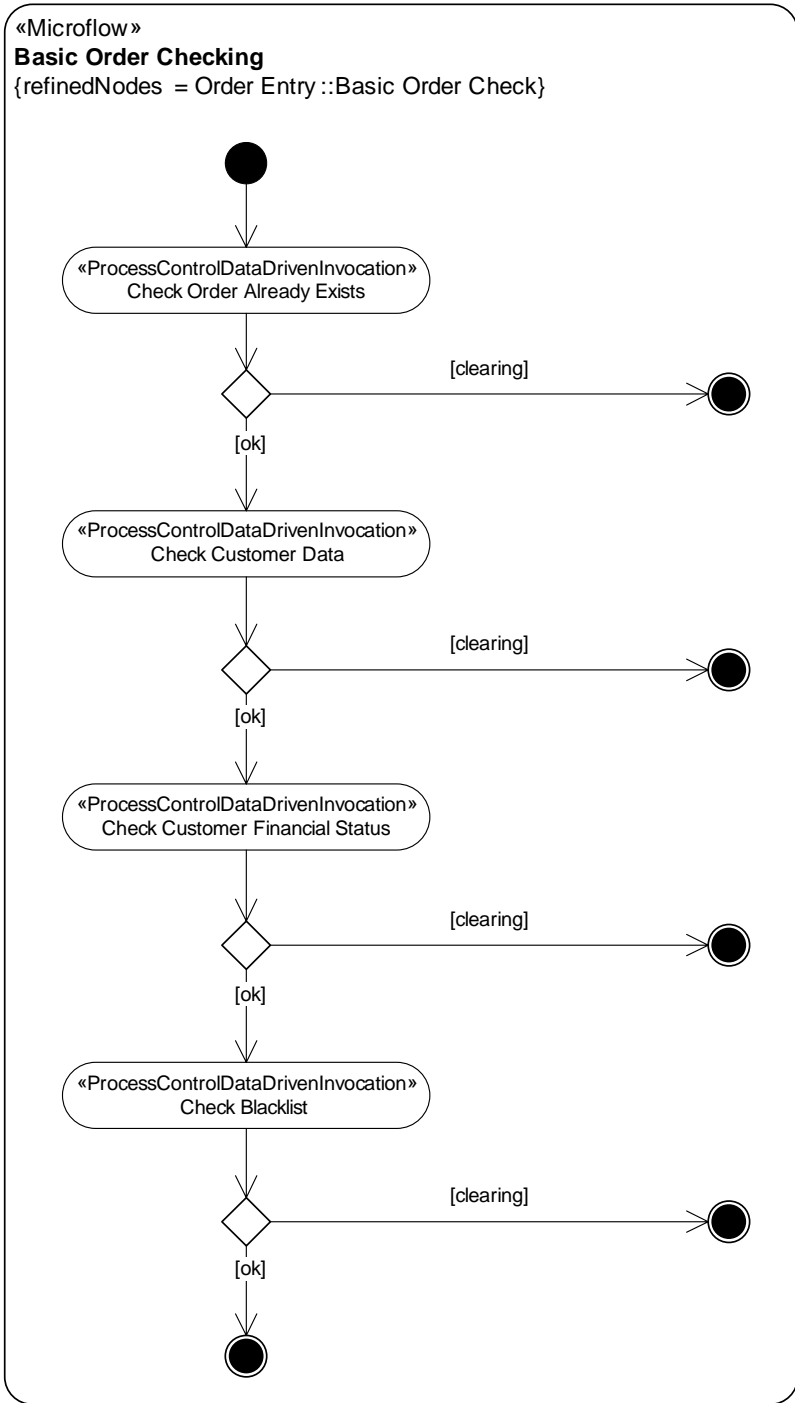 «Microflow»
Basic Order Checking
{refinedNodes = Order Entry::Basic Order Check}
«ProcessControlDataDrivenInvocation»
Check Order Already Exists
[clearing]
[ok]
«ProcessControlDataDrivenInvocation»
Check Customer Data
[clearing]
[ok]
«ProcessControlDataDrivenInvocation»
Check Customer Financial Status
[clearing]
[ok]
«ProcessControlDataDrivenInvocation»
Check Blacklist
[clearing]
[ok]